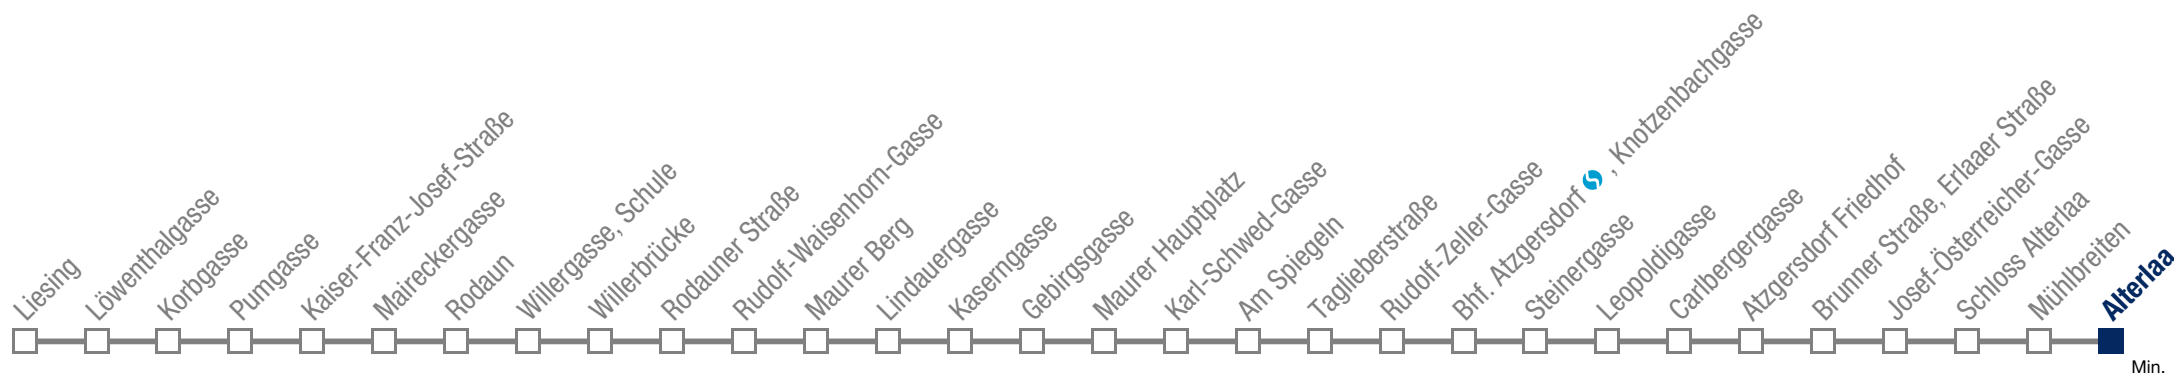 Liesing
Löwenthalgasse
Korbgasse
Pumgasse
Kaiser-Franz-Josef-Straße
Maireckergasse
Rodaun
Willergasse, Schule
Willerbrücke
Rodauner Straße
Rudolf-Waisenhorn-Gasse
Maurer Berg
Lindauergasse
Kaserngasse
Gebirgsgasse
Maurer Hauptplatz
Karl-Schwed-Gasse
Am Spiegeln
Taglieberstraße
Rudolf-Zeller-Gasse
Bhf. Atzgersdorf , Knotzenbachgasse
Steinergasse
Leopoldigasse
Carlbergergasse
Atzgersdorf Friedhof
Brunner Straße, Erlaaer Straße
Josef-Österreicher-Gasse
Schloss Alterlaa
Mühlbreiten
Alterlaa
Min.